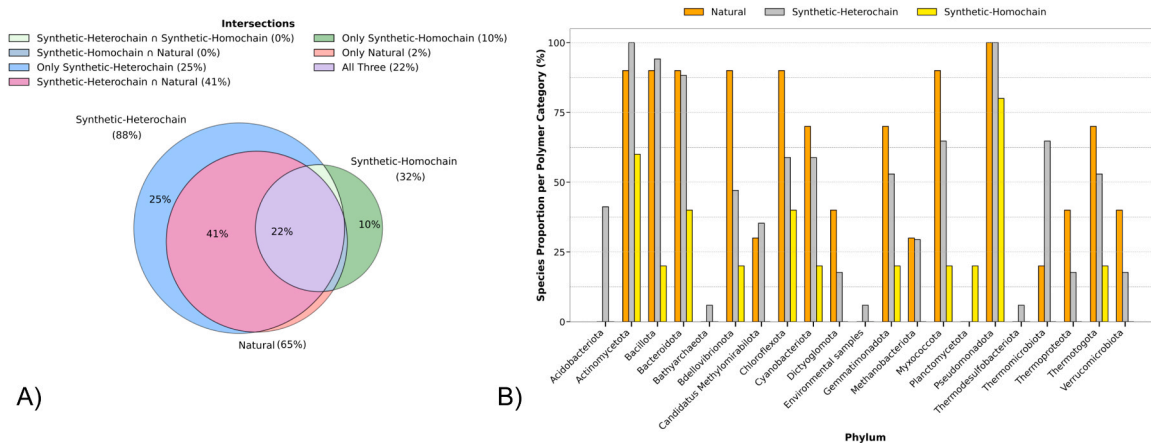 Intersections
Synthetic-Heterochain ∩ Synthetic-Homochain (0%)
Synthetic-Homochain ∩ Natural (0%)
Only Synthetic-Heterochain (25%)
Synthetic-Heterochain ∩ Natural (41%)
Only Synthetic-Homochain (10%)
Only Natural (2%)
All Three (22%)
Synthetic-Heterochain
(88%)
Synthetic-Homochain
(32%)
25%
41%
22%
10%
Natural (65%)
A)
Natural
Synthetic-Heterochain
Synthetic-Homochain
Species Proportion per Polymer Category (%)
100
75
50
25
0
Acidobacteriota
Actinomycetota
Bacillota
Bacteroidota
Bathyarchaeota
Bdellovibrionota
Candidatus Methylomirabilota
Chloroflexota
Cyanobacteriota
Dictyoglomota
Environmental samples
Gemmatimonadota
Methanobacteriota
Myxococcota
Planctomycetota
Pseudomonadota
Thermodesulfobacteriota
Thermomicrobiota
Thermoproteota
Thermotogota
Verrucomicrobiota
Phylum
B)